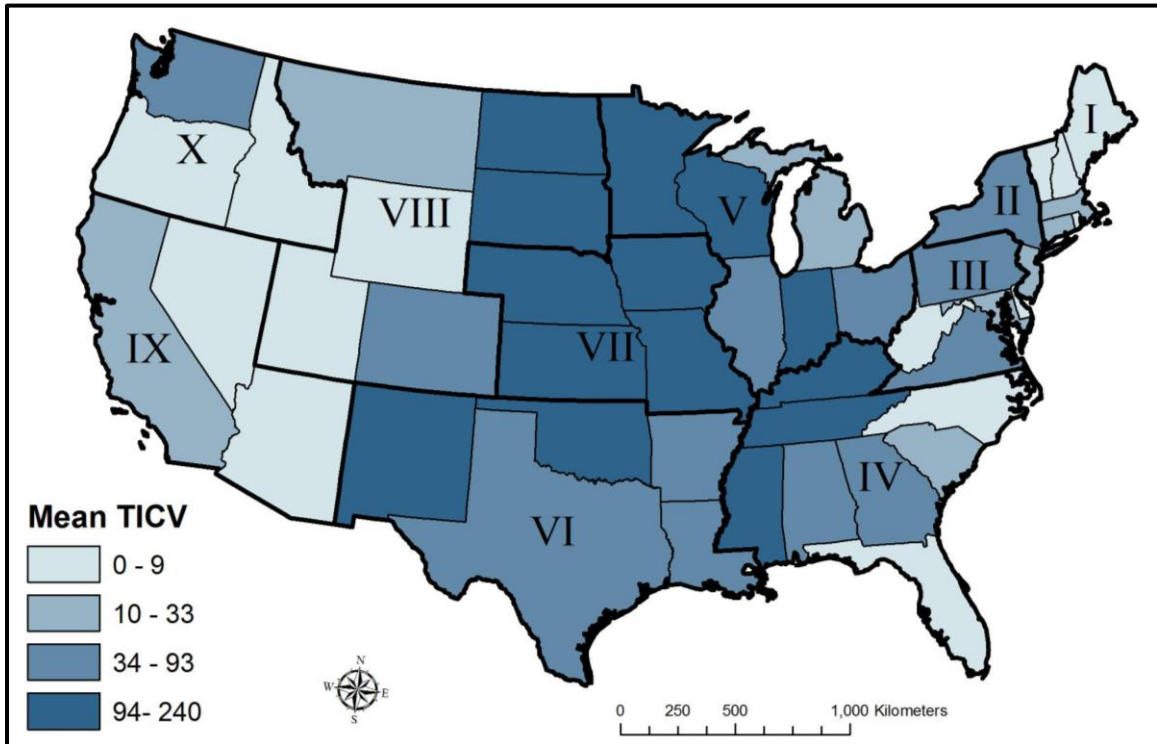 I
X
II
V
VIII
III
IX
VII
IV
VI
Mean TICV
0 - 9
10 - 33
34 - 93
94- 240
N
W E
S
0 250 500 1,000 Kilometers